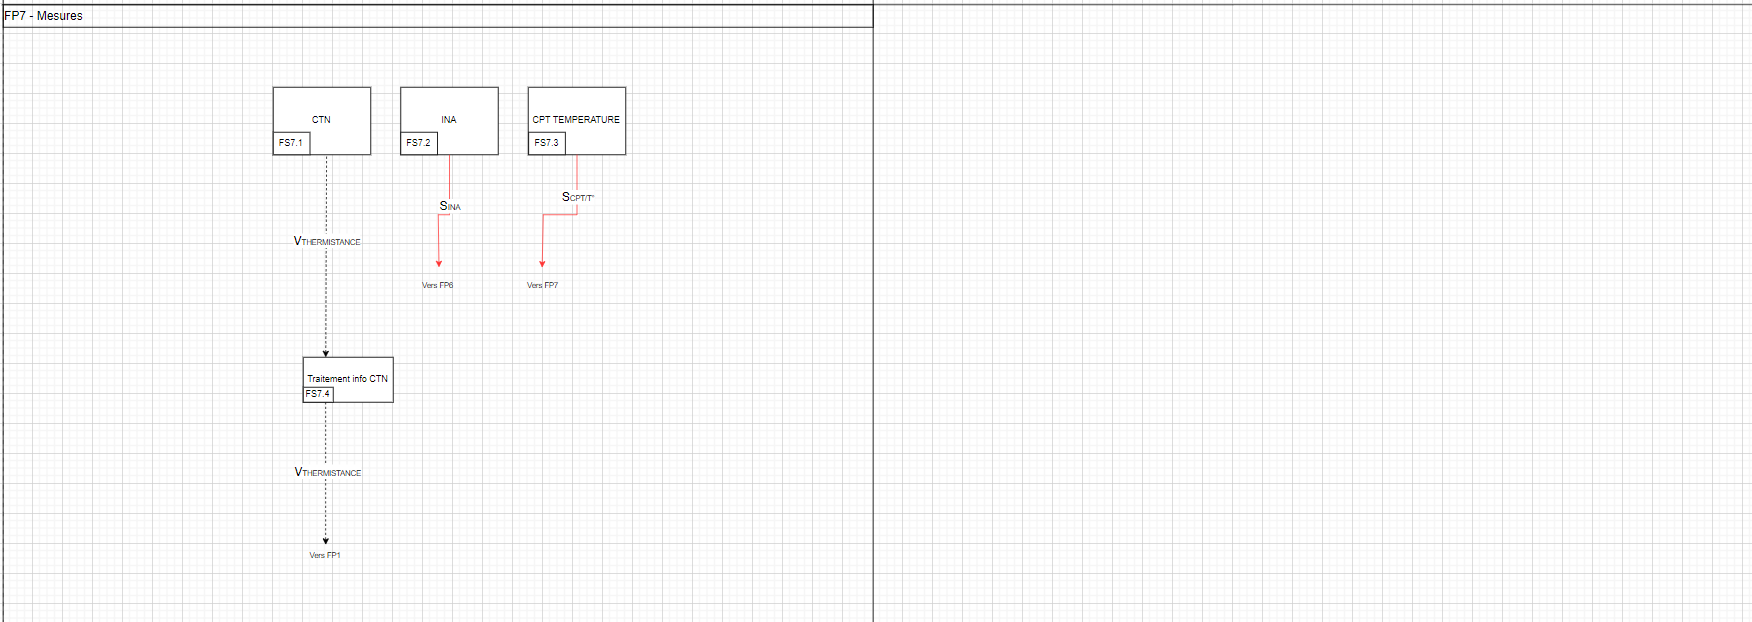 FP7 - Mesures
CTN
FS7.1
INA
FS7.2
CPT TEMPERATURE
FS7.3
SCPT/T°
SINA
VTHERMISTANCE
Vers FP6
Vers FP7
Traitement info CTN
FS7.4
VTHERMISTANCE
Vers FP1